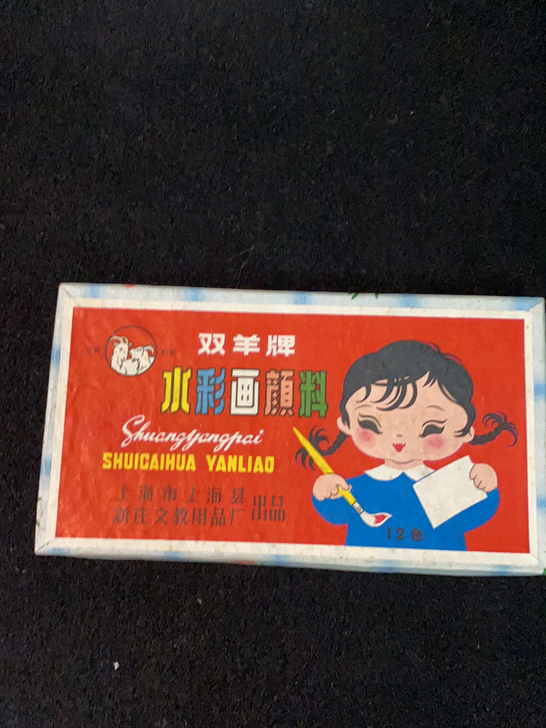 双羊牌
水彩画顔料
Shuangyangpai
SHUICAIHUA YANLIAO
上海市上海县
新庄文教用品厂 出品
12色